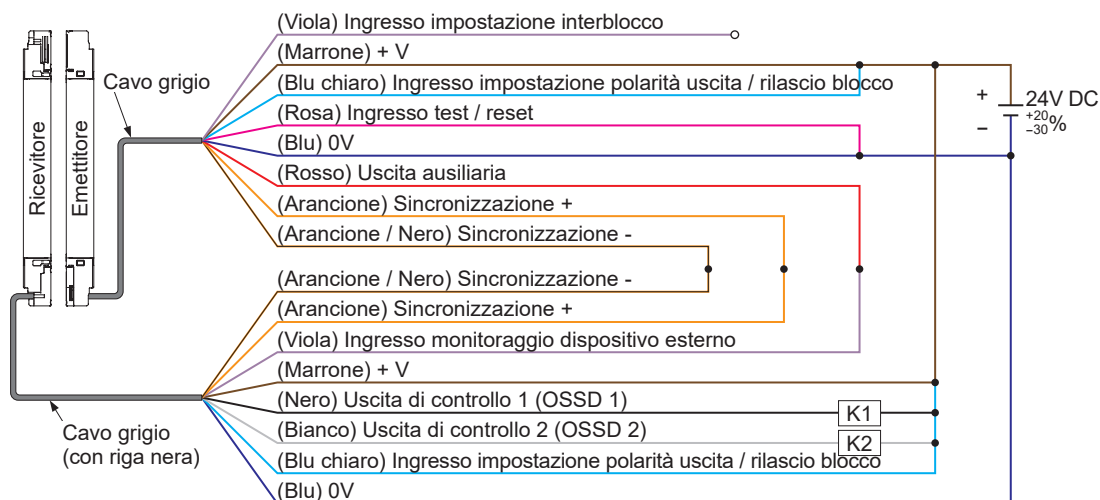 (Viola) Ingresso impostazione interblocco
(Marrone) + V
Cavo grigio
(Blu chiaro) Ingresso impostazione polarità uscita / rilascio blocco
(Rosa) Ingresso test / reset
(Blu) 0V
(Rosso) Uscita ausiliaria
(Arancione) Sincronizzazione +
(Arancione / Nero) Sincronizzazione -
+
−
24V DC
+20
−30%
Ricevitore
Emettitore
(Arancione / Nero) Sincronizzazione -
(Arancione) Sincronizzazione +
(Viola) Ingresso monitoraggio dispositivo esterno
(Marrone) + V
(Nero) Uscita di controllo 1 (OSSD 1)
K1
(Bianco) Uscita di controllo 2 (OSSD 2)
K2
(Blu chiaro) Ingresso impostazione polarità uscita / rilascio blocco
(Blu) 0V
Cavo grigio
(con riga nera)